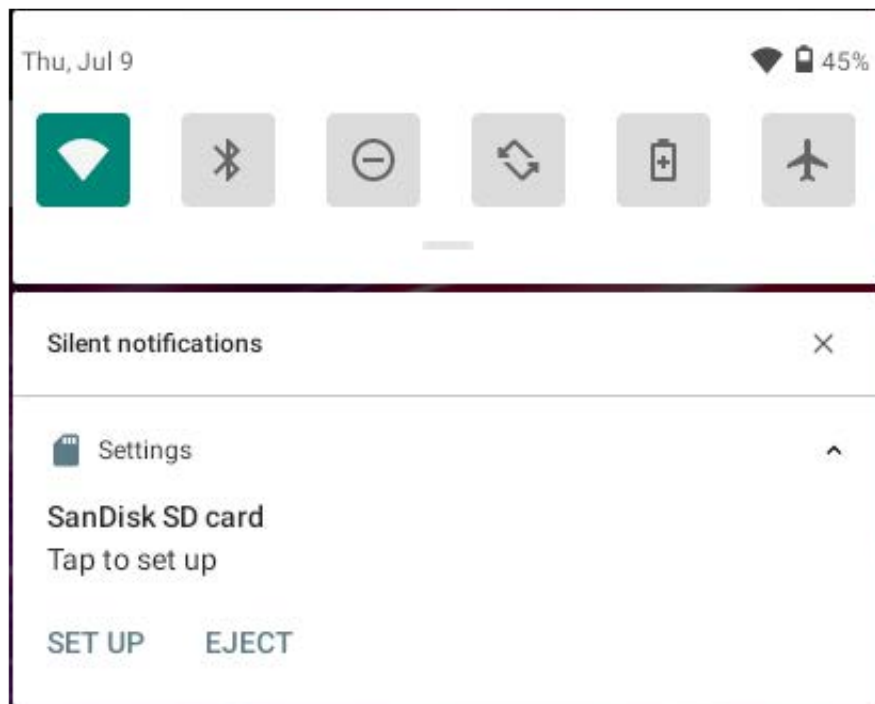 Thu, Jul 9 45%
Silent notifications
Settings
SanDisk SD card
Tap to set up
SET UP EJECT